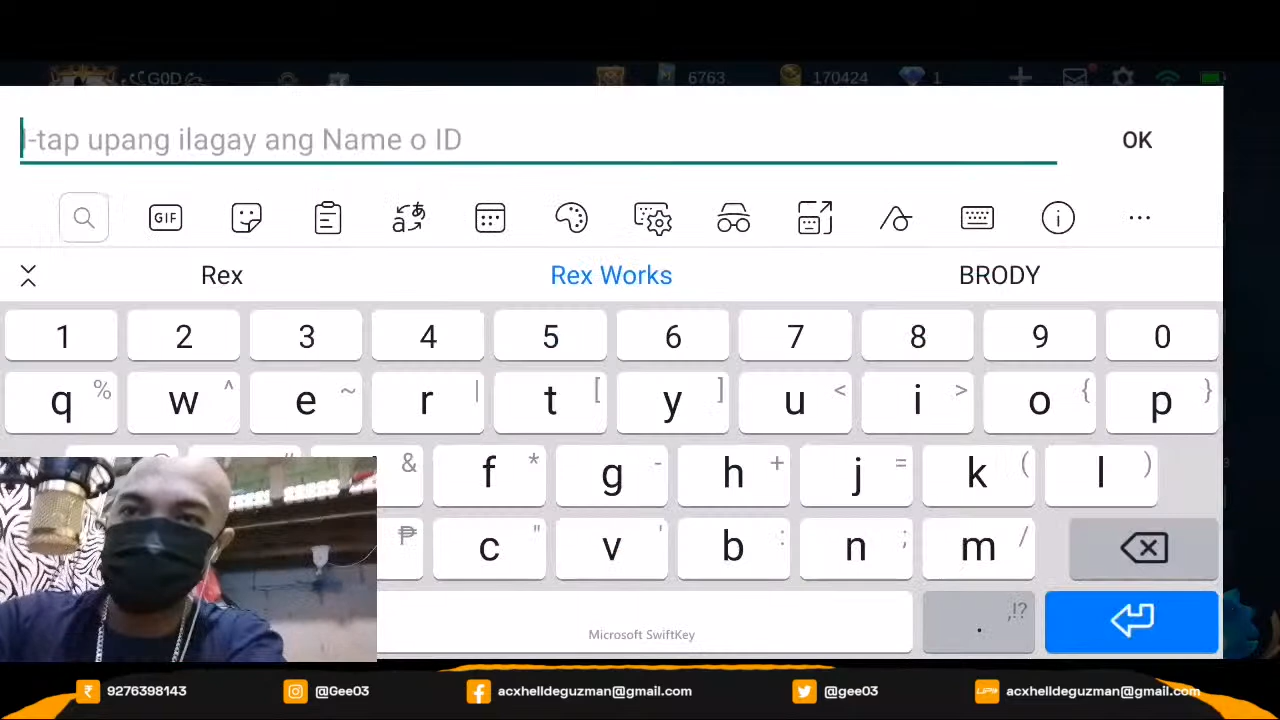 G0D 6763 170424 1
I-tap upang ilagay ang Name o ID
OK
GIF
Rex Rex Works BRODY
1 2 3 4 5 6 7 8 9 0
q % w ^ e ~ r | t [ y ] u < i > o { p }
& f * g - h + j = k ( l )
₱ c " v ' b : n ; m /
Microsoft SwiftKey . ,!?
9276398143 @Gee03 acxhelldeguzman@gmail.com @gee03 acxhelldeguzman@gmail.com